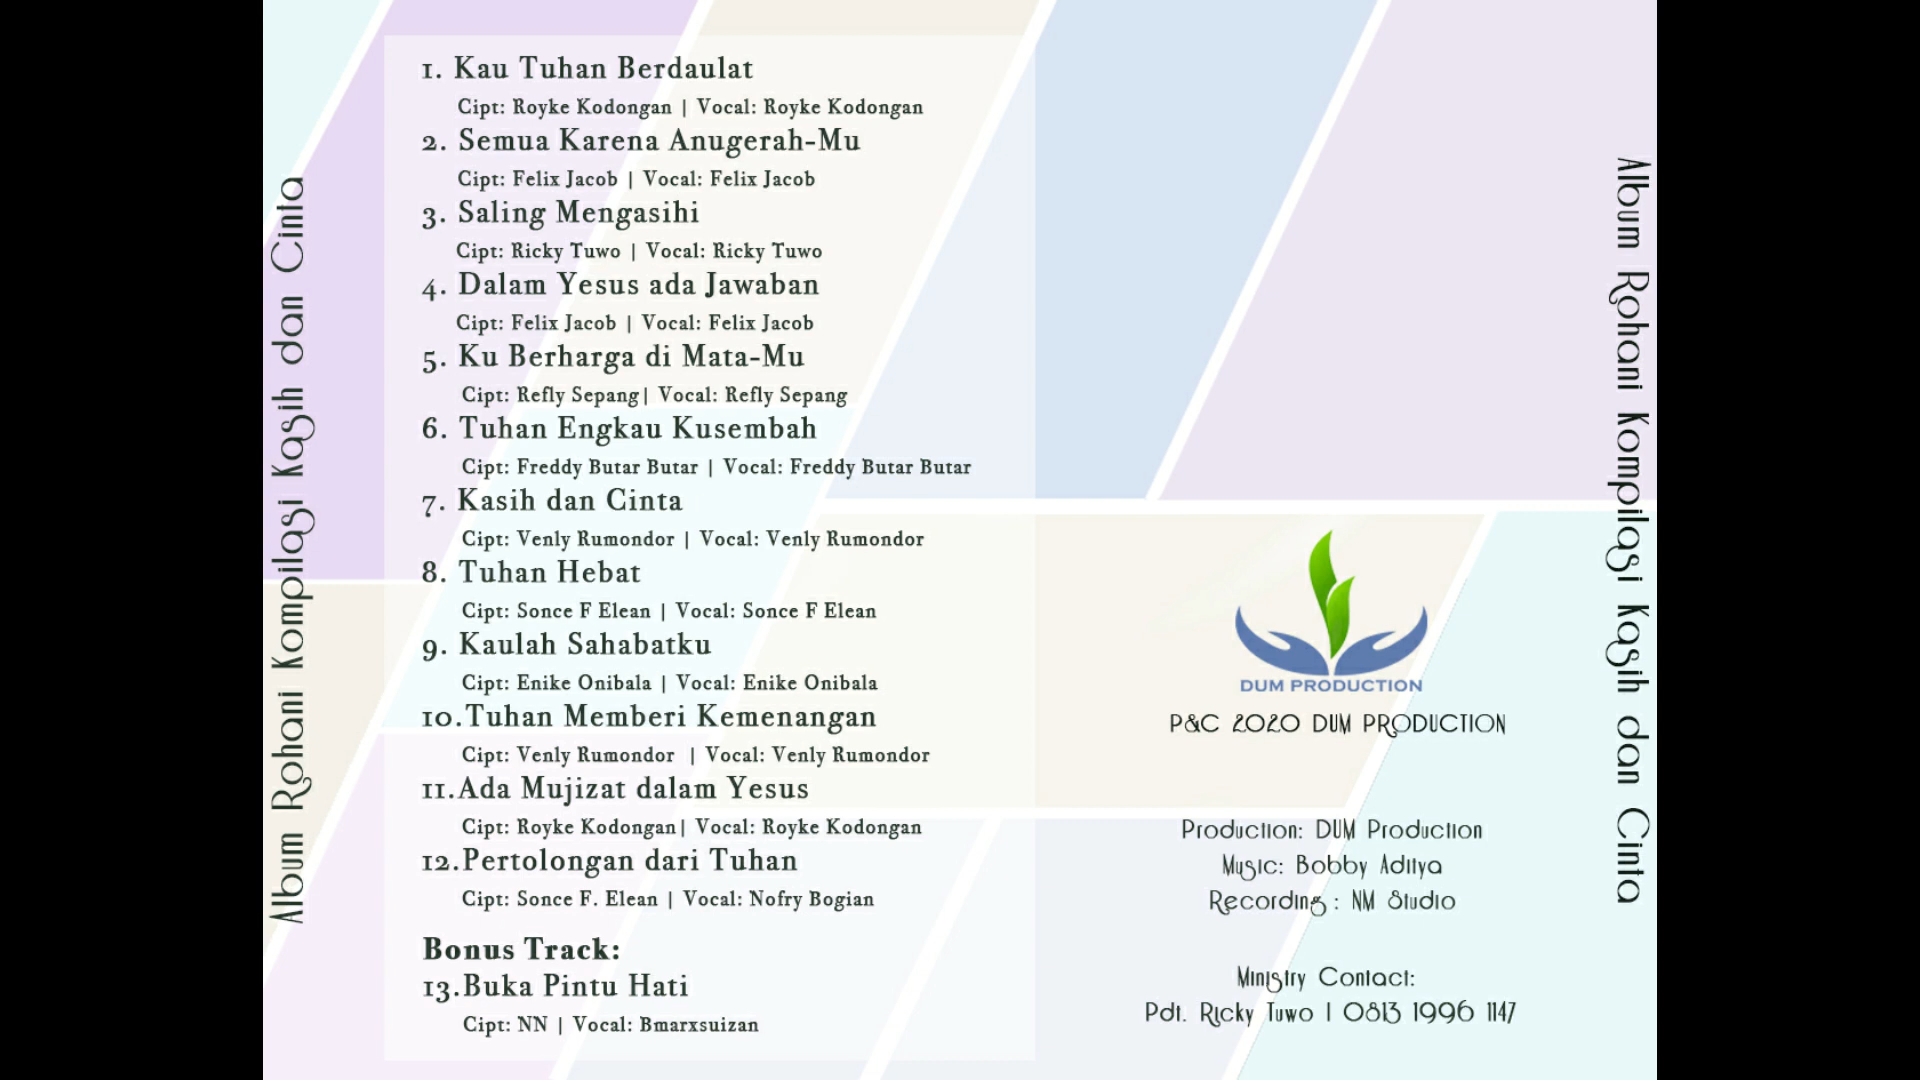 Album Rohani Kompilasi Kasih dan Cinta
1. Kau Tuhan Berdaulat
Cipt: Royke Kodongan | Vocal: Royke Kodongan
2. Semua Karena Anugerah-Mu
Cipt: Felix Jacob | Vocal: Felix Jacob
3. Saling Mengasihi
Cipt: Ricky Tuwo | Vocal: Ricky Tuwo
4. Dalam Yesus ada Jawaban
Cipt: Felix Jacob | Vocal: Felix Jacob
5. Ku Berharga di Mata-Mu
Cipt: Refly Sepang| Vocal: Refly Sepang
6. Tuhan Engkau Kusembah
Cipt: Freddy Butar Butar | Vocal: Freddy Butar Butar
7. Kasih dan Cinta
Cipt: Venly Rumondor | Vocal: Venly Rumondor
8. Tuhan Hebat
Cipt: Sonce F Elean | Vocal: Sonce F Elean
9. Kaulah Sahabatku
Cipt: Enike Onibala | Vocal: Enike Onibala
10.Tuhan Memberi Kemenangan
Cipt: Venly Rumondor | Vocal: Venly Rumondor
11.Ada Mujizat dalam Yesus
Cipt: Royke Kodongan| Vocal: Royke Kodongan
12.Pertolongan dari Tuhan
Cipt: Sonce F. Elean | Vocal: Nofry Bogian
Bonus Track:
13.Buka Pintu Hati
Cipt: NN | Vocal: Bmarxsuizan
DUM PRODUCTION
P&C 2020 DUM PRODUCTION
Production: DUM Production
Music: Bobby Aditya
Recording : NM Studio
Ministry Contact:
Pdt. Ricky Tuwo | 0813 1996 1147
Album Rohani Kompilasi Kasih dan Cinta